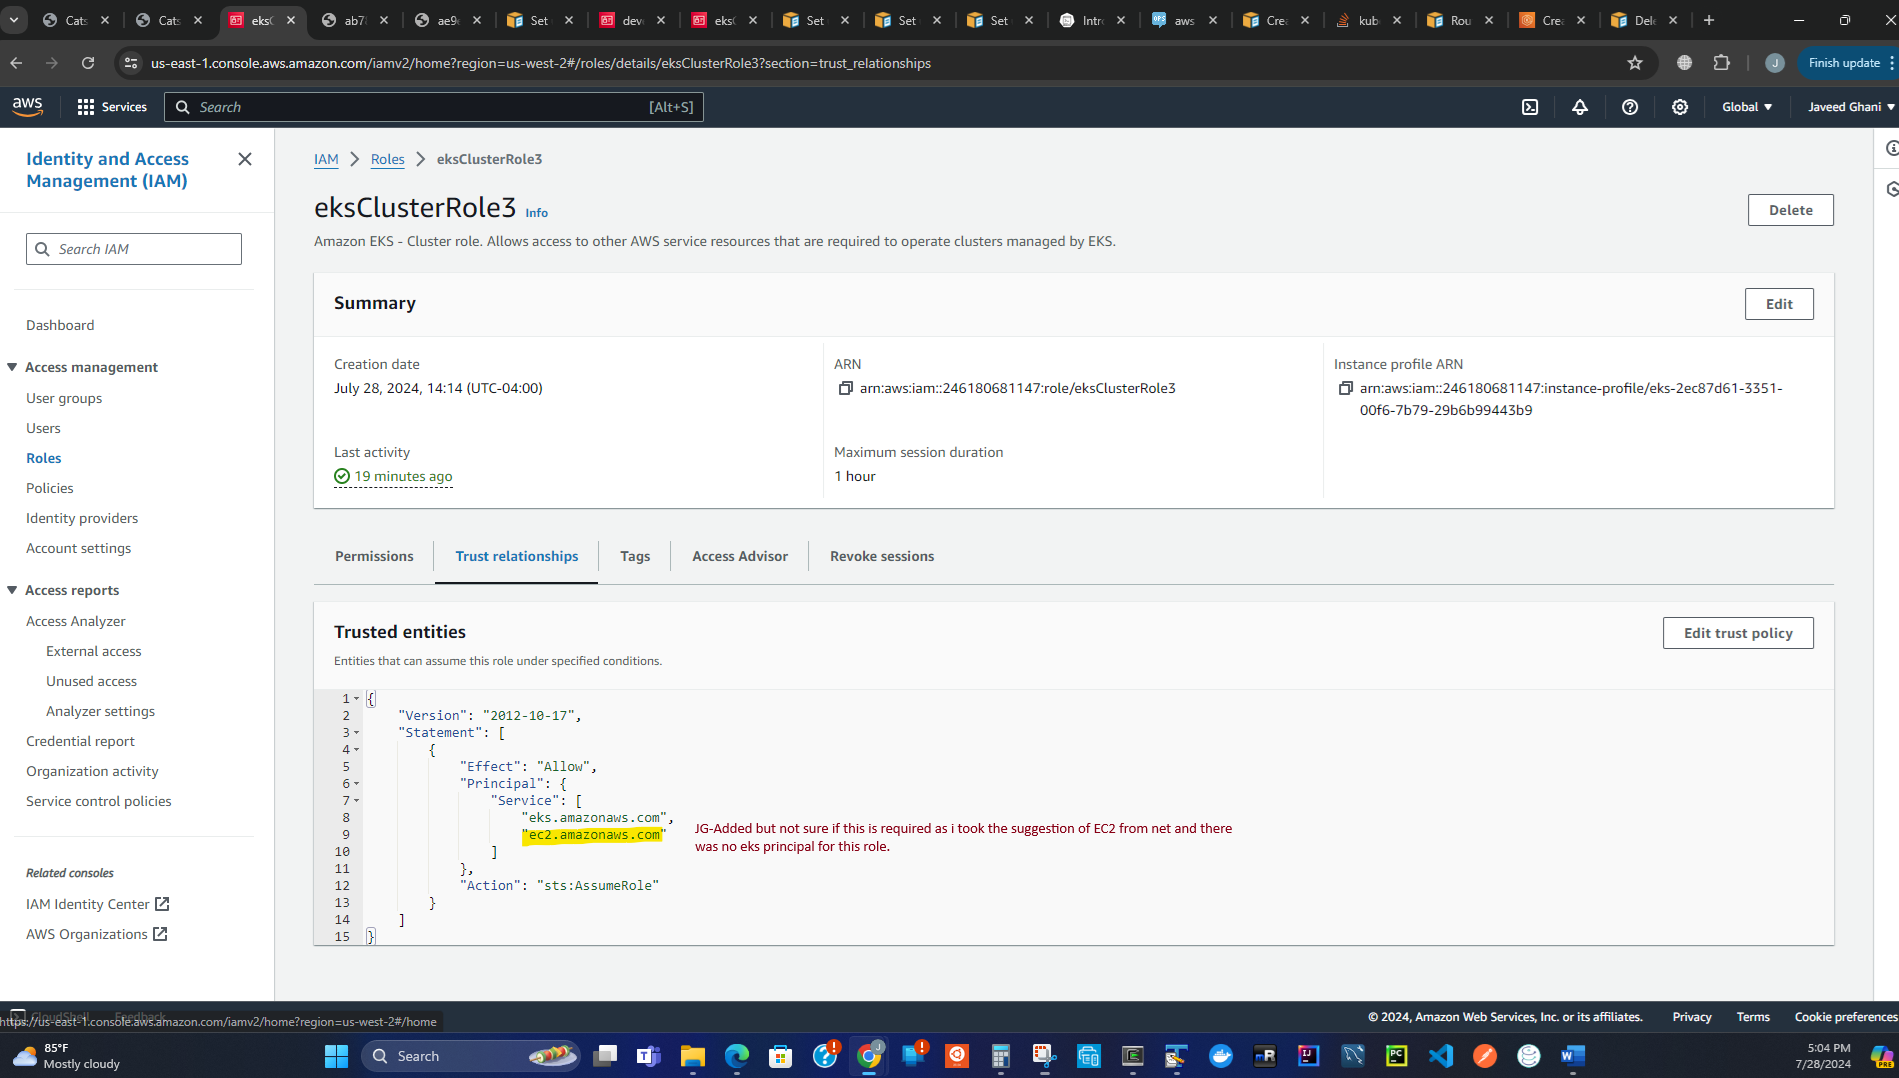 Cats
Cats
eksC
ab7
ae9
Set
dev
eksC
Set
Set
Set
Intr
aws
Crea
kub
Rou
Cre
Dele
us-east-1.console.aws.amazon.com/iamv2/home?region=us-west-2#/roles/details/eksClusterRole3?section=trust_relationships
J
Finish update
aws
Services
Search
[Alt+S]
Global
Javeed Ghani
Identity and Access
Management (IAM)
Search IAM
Dashboard
Access management
User groups
Users
Roles
Policies
Identity providers
Account settings
Access reports
Access Analyzer
External access
Unused access
Analyzer settings
Credential report
Organization activity
Service control policies
Related consoles
IAM Identity Center
AWS Organizations
IAM
Roles
eksClusterRole3
eksClusterRole3 Info
Delete
Amazon EKS - Cluster role. Allows access to other AWS service resources that are required to operate clusters managed by EKS.
Summary
Edit
Creation date
July 28, 2024, 14:14 (UTC-04:00)
ARN
arn:aws:iam::246180681147:role/eksClusterRole3
Instance profile ARN
arn:aws:iam::246180681147:instance-profile/eks-2ec87d61-3351-
00f6-7b79-29b6b99443b9
Last activity
19 minutes ago
Maximum session duration
1 hour
Permissions
Trust relationships
Tags
Access Advisor
Revoke sessions
Trusted entities
Edit trust policy
Entities that can assume this role under specified conditions.
1 {
2 "Version": "2012-10-17",
3 "Statement": [
4 {
5 "Effect": "Allow",
6 "Principal": {
7 "Service": [
8 "eks.amazonaws.com",
9 "ec2.amazonaws.com"
10 ]
11 },
12 "Action": "sts:AssumeRole"
13 }
14 ]
15 }
JG-Added but not sure if this is required as i took the suggestion of EC2 from net and there
was no eks principal for this role.
CloudShell
Feedback
https://us-east-1.console.aws.amazon.com/iamv2/home?region=us-west-2#/home
© 2024, Amazon Web Services, Inc. or its affiliates.
Privacy
Terms
Cookie preferences
85°F
Mostly cloudy
Search
5:04 PM
7/28/2024